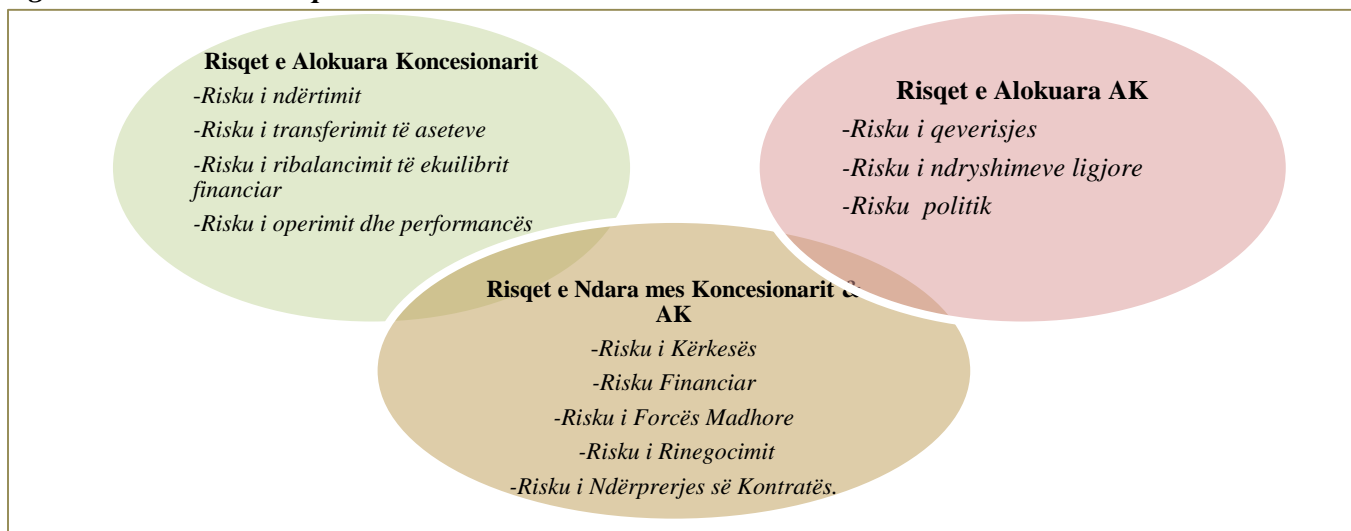 Risqet e Alokuara Koncesionarit
-Risku i ndërtimit
-Risku i transferimit të aseteve
-Risku i ribalancimit të ekuilibrit
financiar
-Risku i operimit dhe performancës
Risqet e Alokuara AK
-Risku i qeverisjes
-Risku i ndryshimeve ligjore
-Risku politik
Risqet e Ndara mes Koncesionarit &
AK
-Risku i Kërkesës
-Risku Financiar
-Risku i Forcës Madhore
-Risku i Rinegocimit
-Risku i Ndërprerjes së Kontratës.